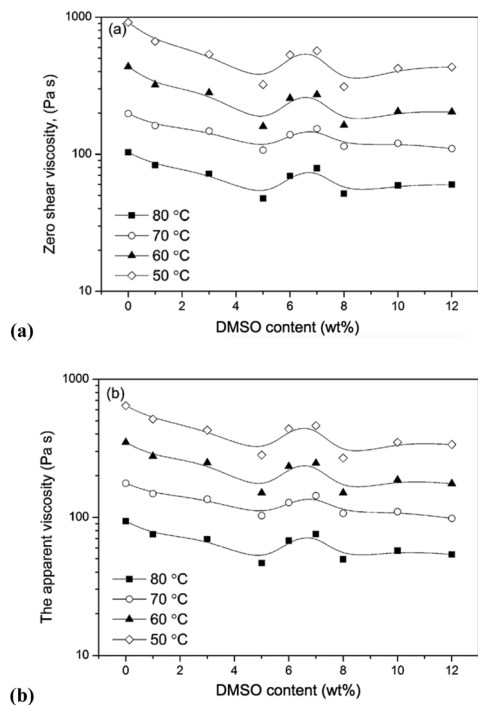 (a)
1000
100
10
Zero shear viscosity, (Pa s)
80 °C
70 °C
60 °C
50 °C
0 2 4 6 8 10 12
DMSO content (wt%)
(a)
(b)
1000
100
10
The apparent viscosity (Pa s)
80 °C
70 °C
60 °C
50 °C
0 2 4 6 8 10 12
DMSO content (wt%)
(b)